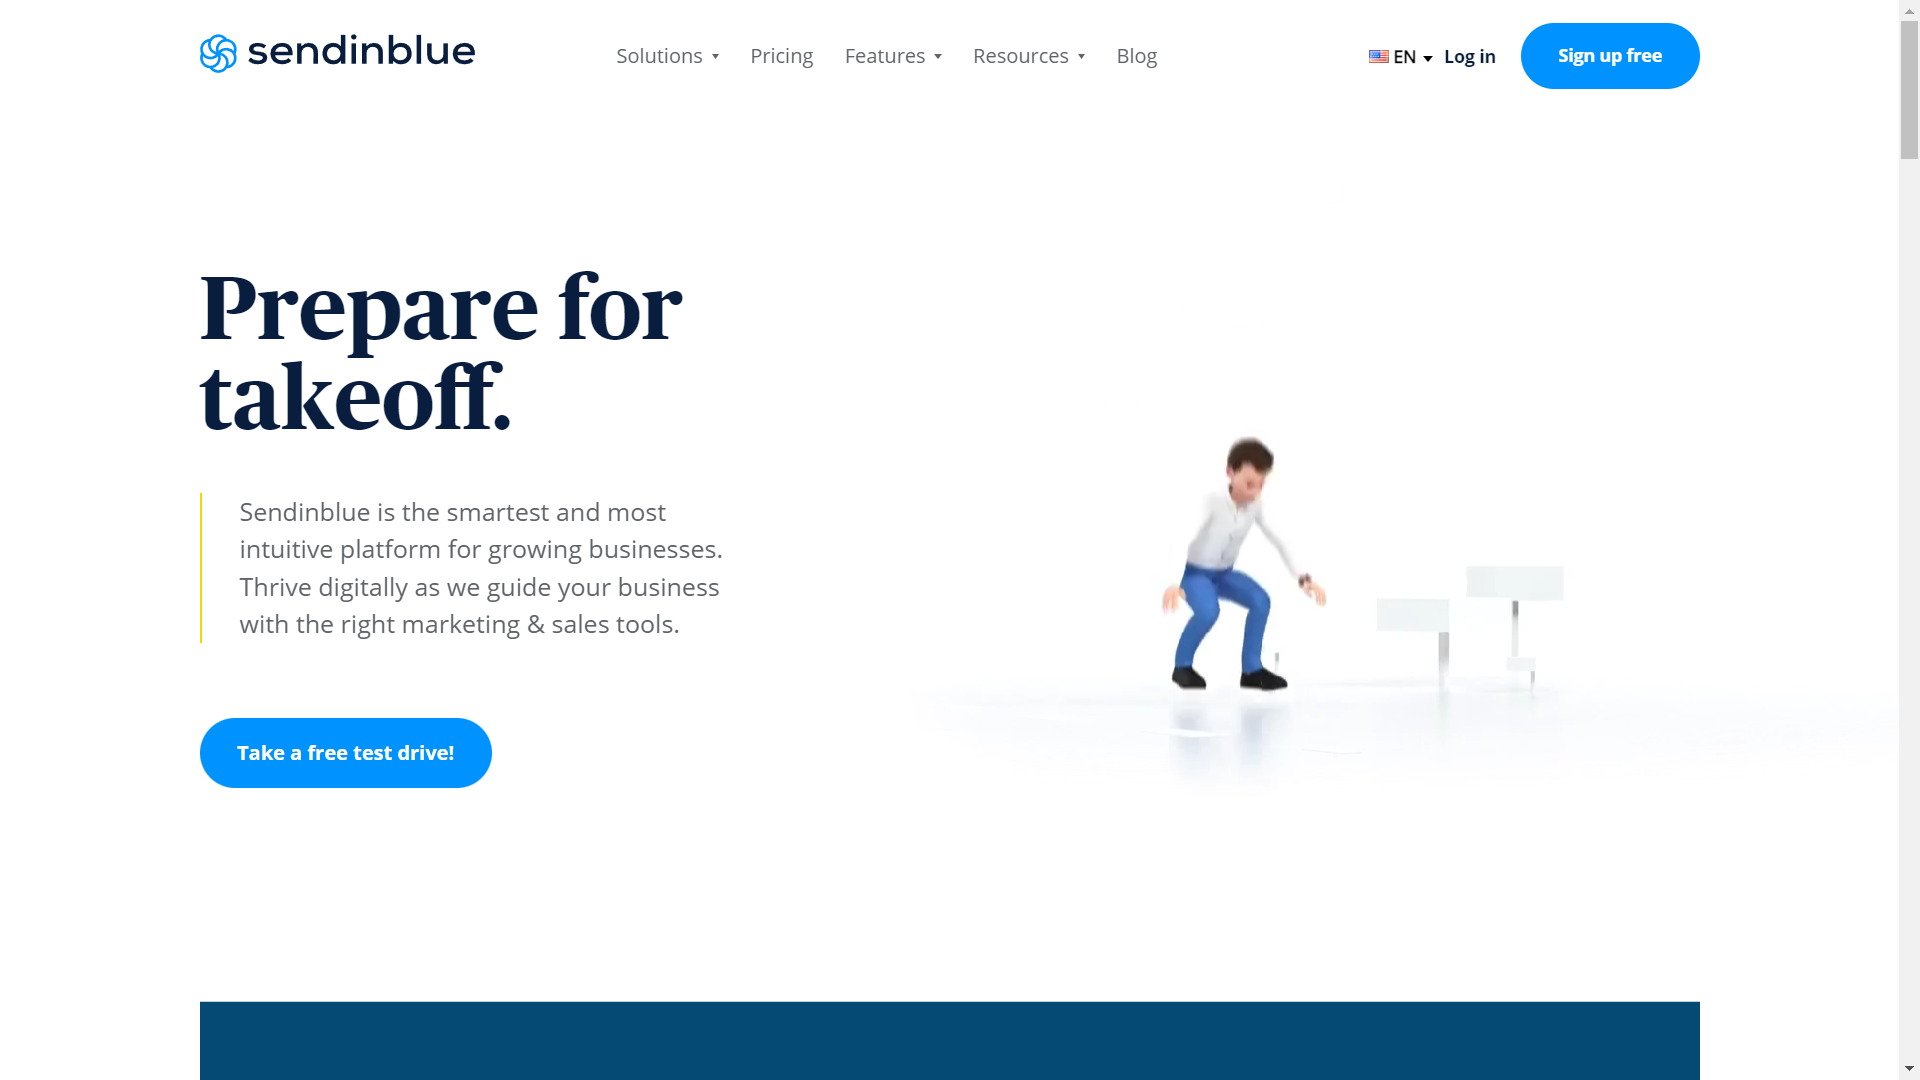 sendinblue
Solutions
Pricing
Features
Resources
Blog
EN
Log in
Sign up free
Prepare for
takeoff.
Sendinblue is the smartest and most
intuitive platform for growing businesses.
Thrive digitally as we guide your business
with the right marketing & sales tools.
Take a free test drive!